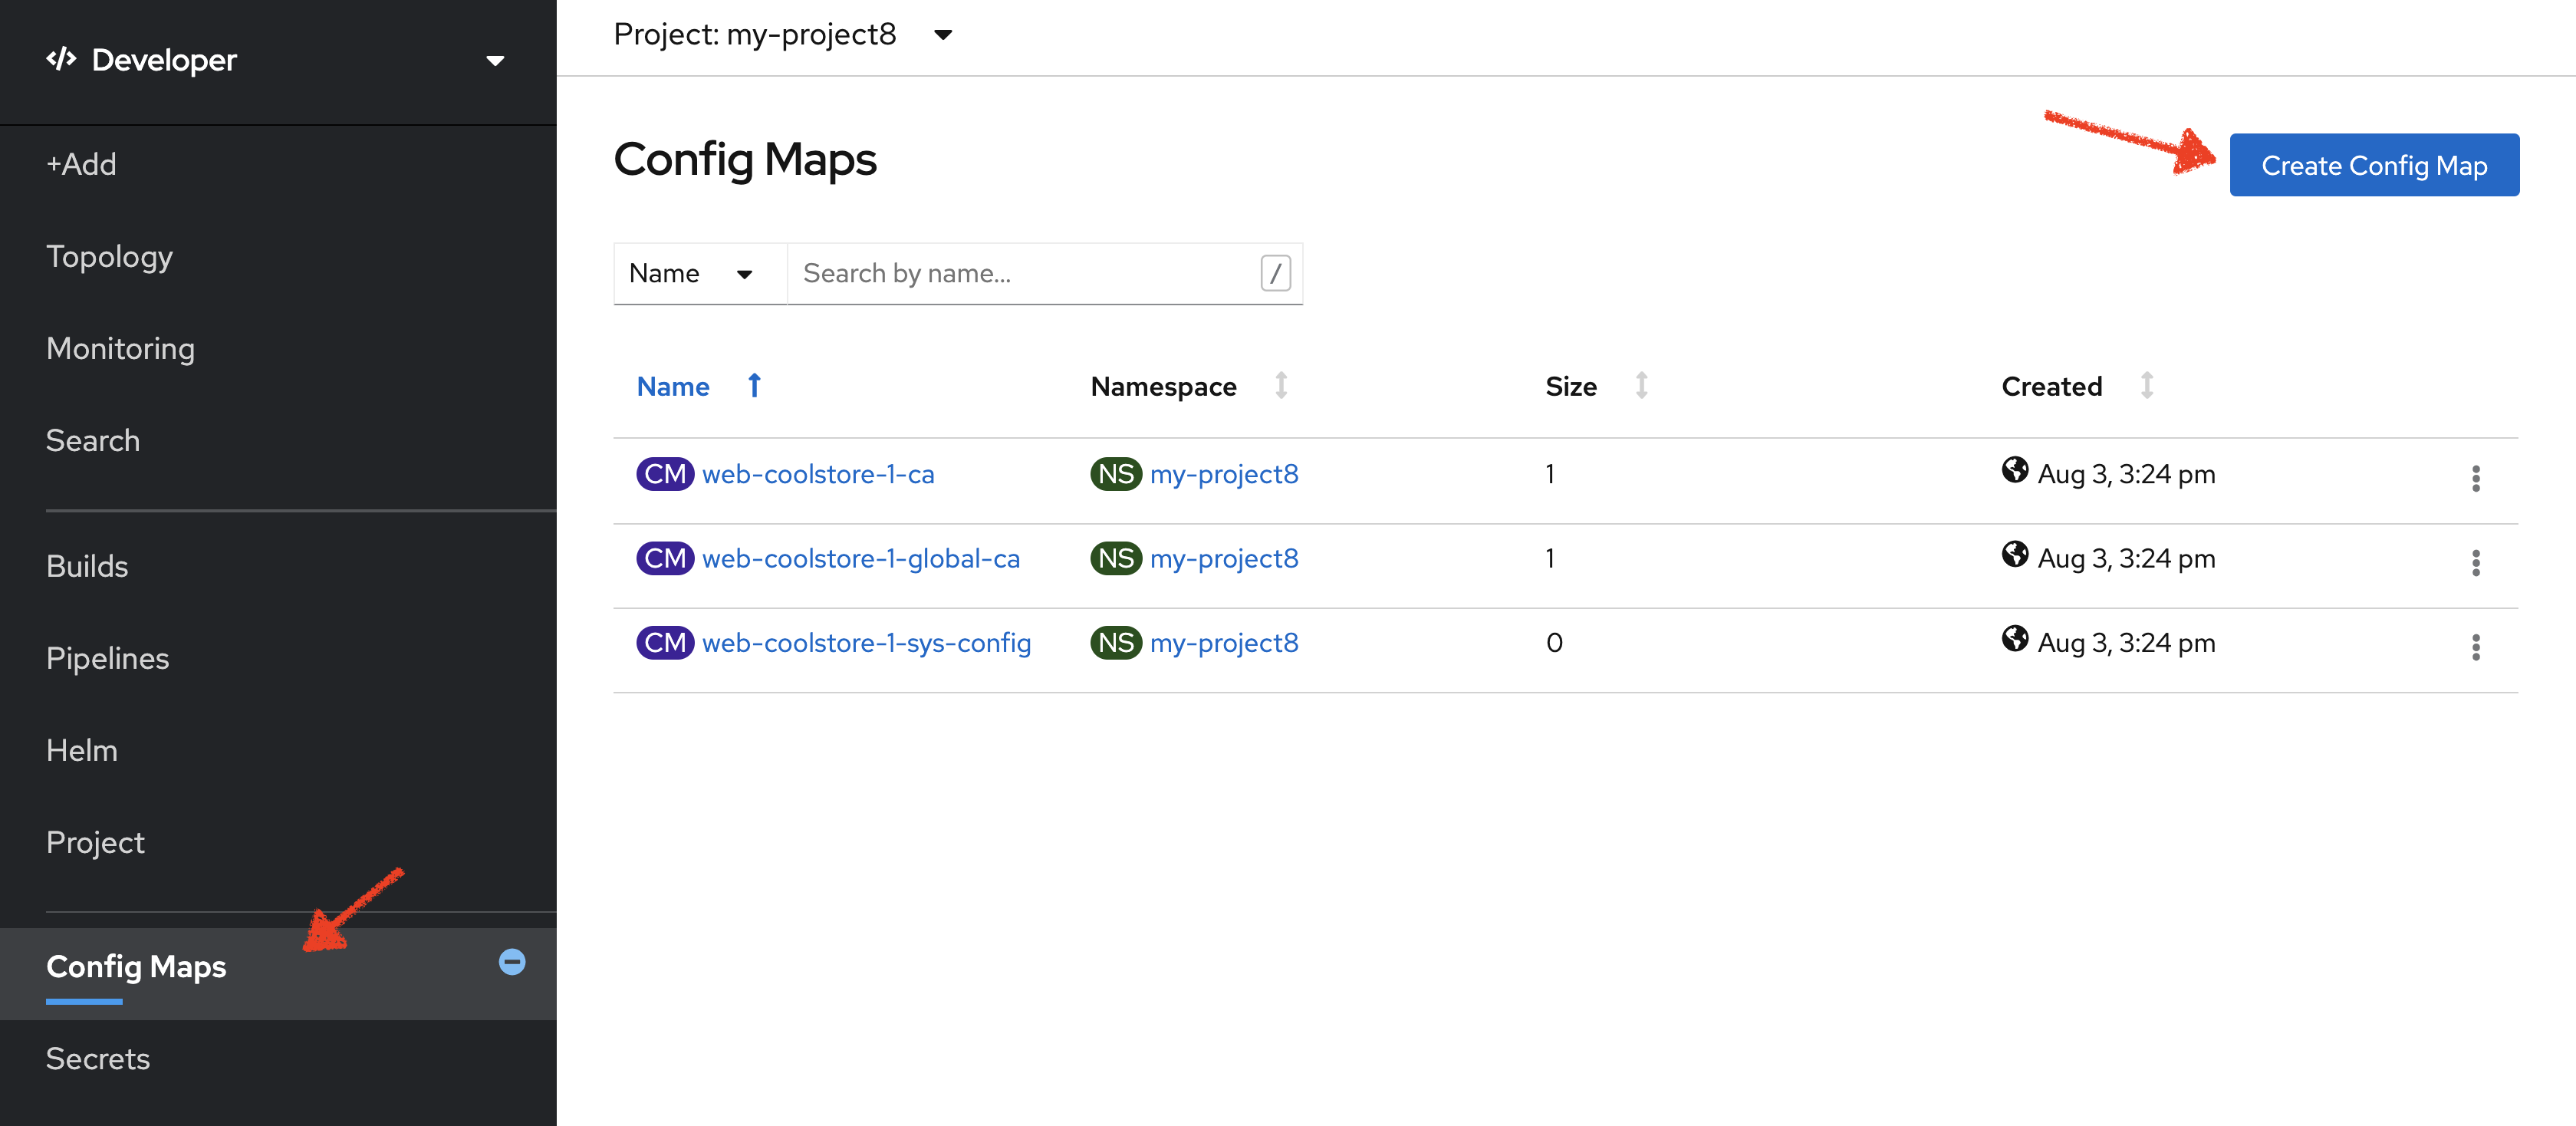 </> Developer
+Add
Topology
Monitoring
Search
Builds
Pipelines
Helm
Project
Config Maps
Secrets
Project: my-project8
Config Maps
Create Config Map
Name Search by name... /
Name Namespace Size Created
CM web-coolstore-1-ca NS my-project8 1 Aug 3, 3:24 pm
CM web-coolstore-1-global-ca NS my-project8 1 Aug 3, 3:24 pm
CM web-coolstore-1-sys-config NS my-project8 0 Aug 3, 3:24 pm